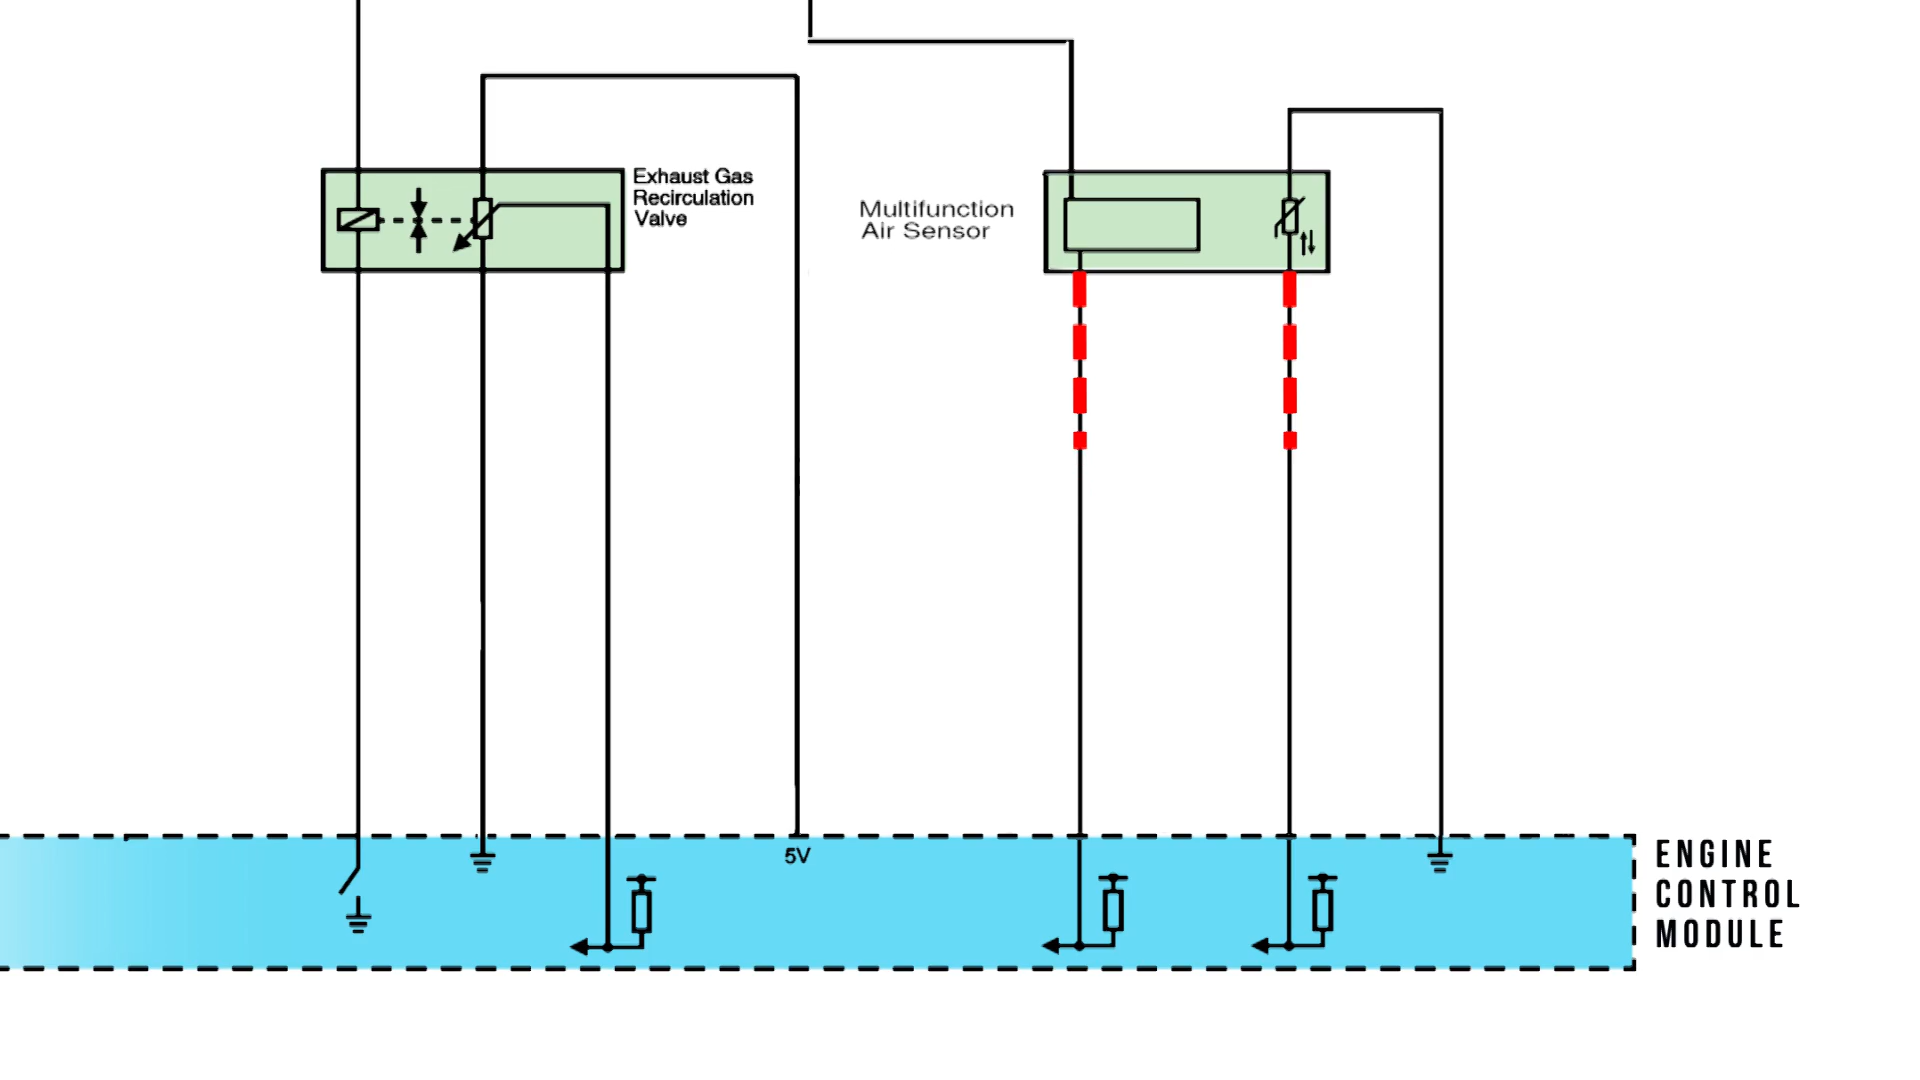 Exhaust Gas
Recirculation
Valve
Multifunction
Air Sensor
5V
ENGINE
CONTROL
MODULE